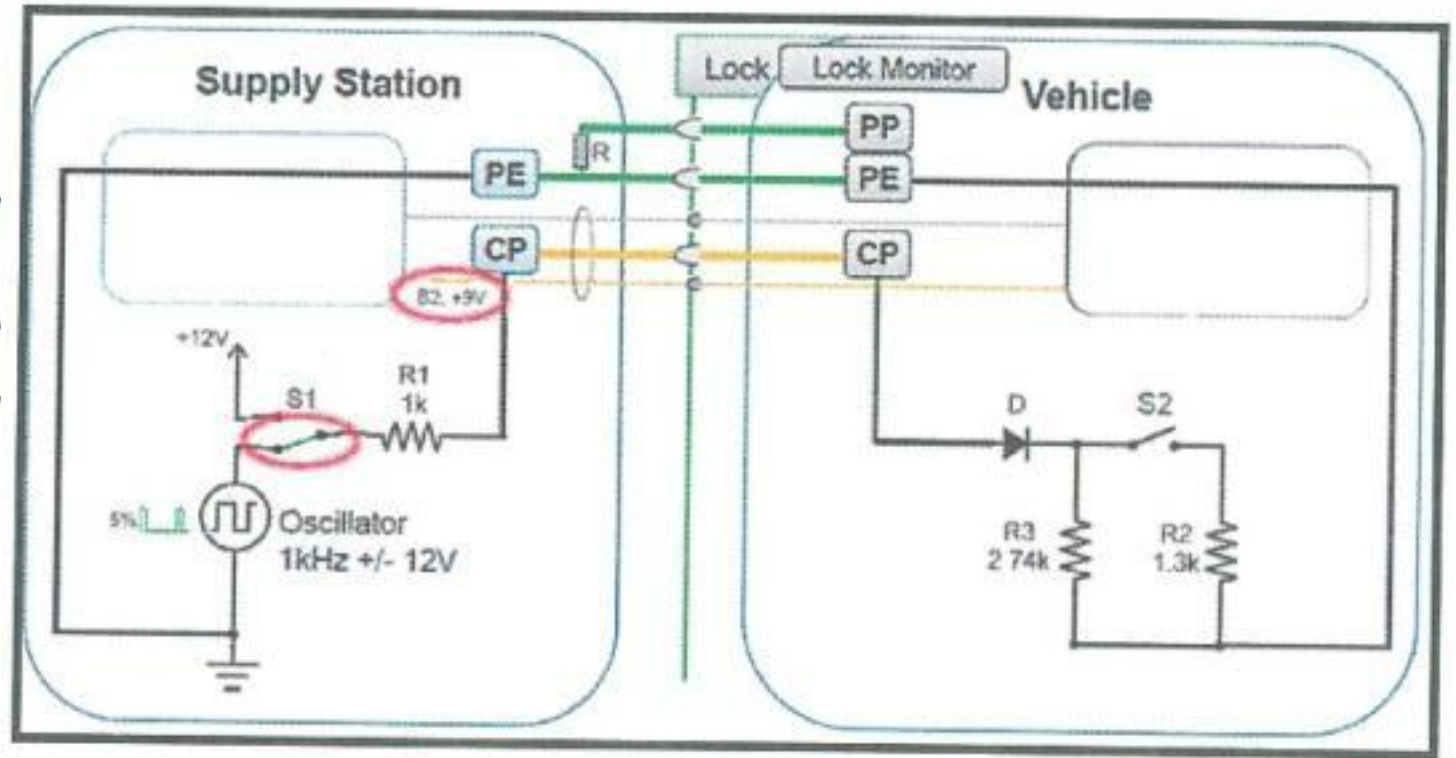 Supply Station
Lock
Lock Monitor
Vehicle
PP
R
PE
PE
CP
CP
B2, +9V
+12V
S1
R1
1k
D
S2
5%
Oscillator
1kHz +/- 12V
R3
2 74k
R2
1.3k